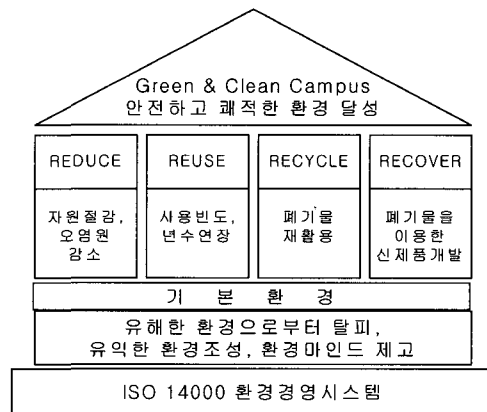 Green & Clean Campus
안전하고 쾌적한 환경 달성
REDUCE
REUSE
RECYCLE
RECOVER
자원절감,
오염원
감소
사용빈도,
년수연장
폐기물
재활용
폐기물을
이용한
신제품개발
기 본 환 경
유해한 환경으로부터 탈피,
유익한 환경조성, 환경마인드 제고
ISO 14000 환경경영시스템